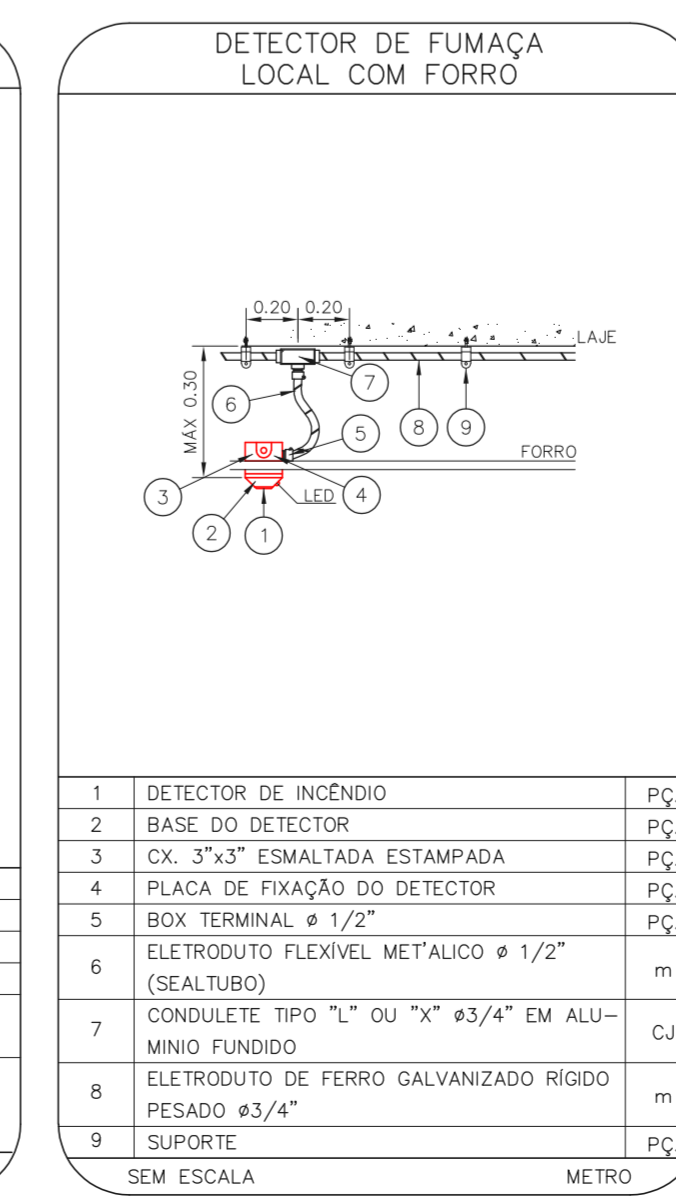 DETECTOR DE FUMAÇA
LOCAL COM FORRO
0.20 0.20
LAJE
MÁX 0.30
7
6
5
8
9
FORRO
3
LED
4
2
1
1 DETECTOR DE INCÊNDIO PÇ.
2 BASE DO DETECTOR PÇ.
3 CX. 3"x3" ESMALTADA ESTAMPADA PÇ.
4 PLACA DE FIXAÇÃO DO DETECTOR PÇ.
5 BOX TERMINAL ø 1/2" PÇ.
6 ELETRODUTO FLEXÍVEL MET'ALICO ø 1/2" m
(SEALTUBO)
7 CONDULETE TIPO "L" OU "X" ø3/4" EM ALU-
MINIO FUNDIDO CJ
8 ELETRODUTO DE FERRO GALVANIZADO RÍGIDO m
PESADO ø3/4"
9 SUPORTE PÇ.
SEM ESCALA METRO